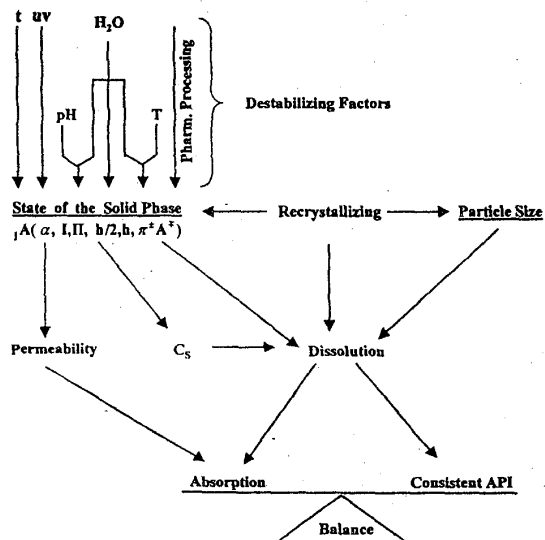 t uv
H₂O
pH T
Pharm. Processing
Destabilizing Factors
State of the Solid Phase
Recrystallizing
Particle Size
₁A( α, I,II, h/2,h, π±A∓)
Permeability
Cs
Dissolution
Absorption
Consistent API
Balance